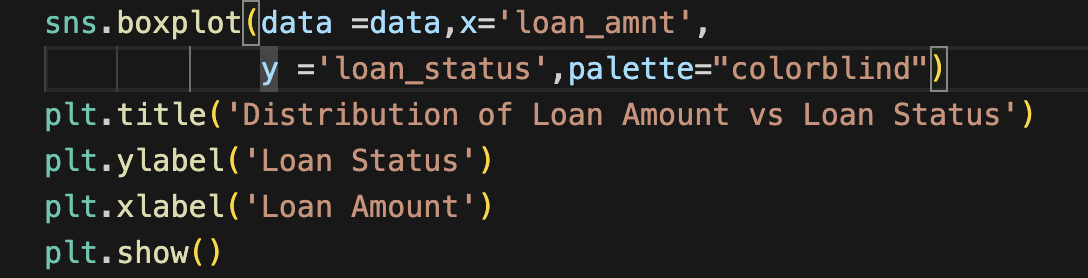 sns.boxplot(data =data,x='loan_amnt',
y ='loan_status',palette="colorblind")
plt.title('Distribution of Loan Amount vs Loan Status')
plt.ylabel('Loan Status')
plt.xlabel('Loan Amount')
plt.show()